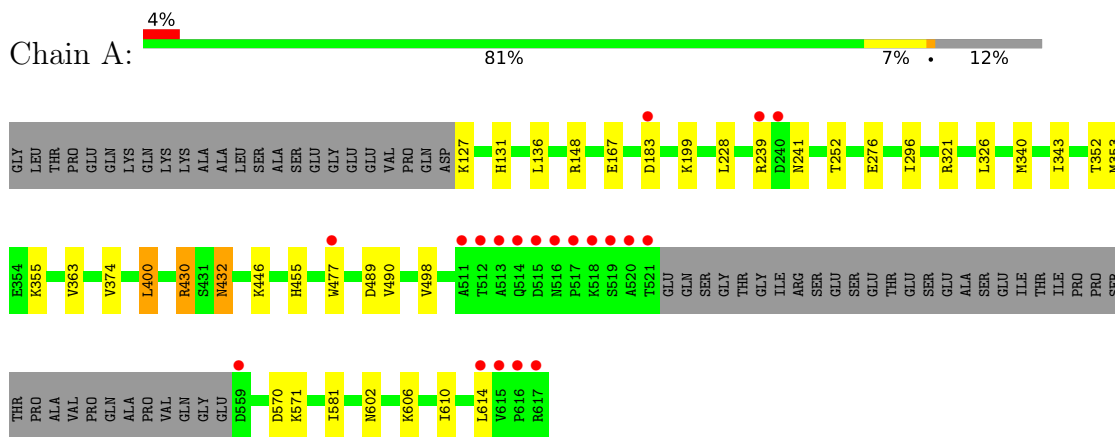 4%
Chain A:
81% 7% • 12%
GLY LEU THR PRO GLU GLN LYS GLN LYS LYS ALA ALA LEU SER ALA SER GLU GLY GLU GLU VAL PRO GLN ASP K127 H131 L136 R148 E167 D183 K199 L228 R239 D240 N241 T252 E276 I296 R321 L326 M340 I343 T352 M353
E354 K355 V363 V374 L400 R430 S431 N432 K446 H455 W477 D489 V490 V498 A511 T512 A513 Q514 D515 N516 P517 K518 S519 A520 T521 GLU GLN SER GLY THR GLY ILE ARG SER GLU SER GLU THR GLU SER GLU ALA SER GLU ILE THR ILE PRO PRO SER
THR PRO ALA VAL PRO GLN ALA PRO VAL GLN GLY GLU D559 D570 K571 I581 N602 K606 I610 L614 V615 P616 R617